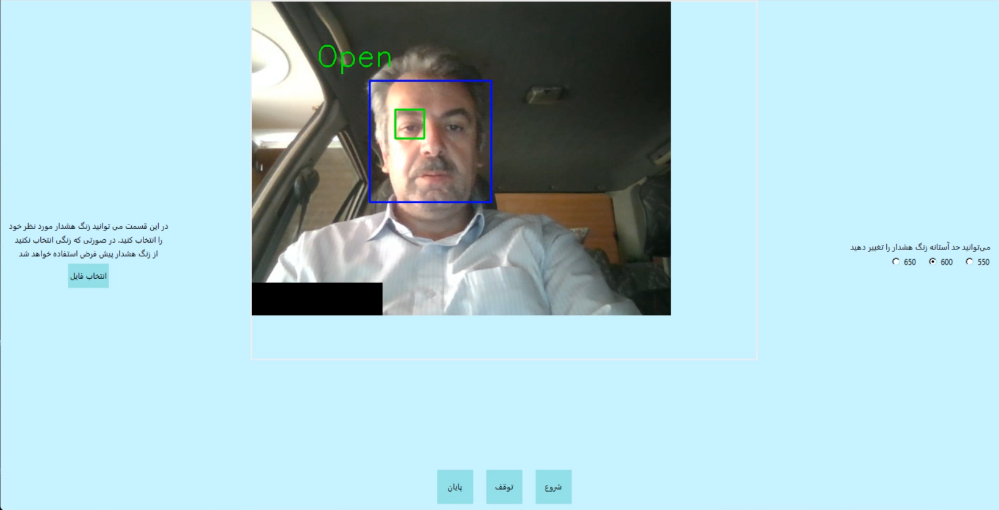 Open
در این قسمت می توانید زنگ هشدار مورد نظر خود
را انتخاب کنید. در صورتی که زنگی انتخاب نکنید
از زنگ هشدار پیش فرض استفاده خواهد شد
انتخاب فایل
می‌توانید حد آستانه زنگ هشدار را تغییر دهید
550 600 650
شروع توقف پایان